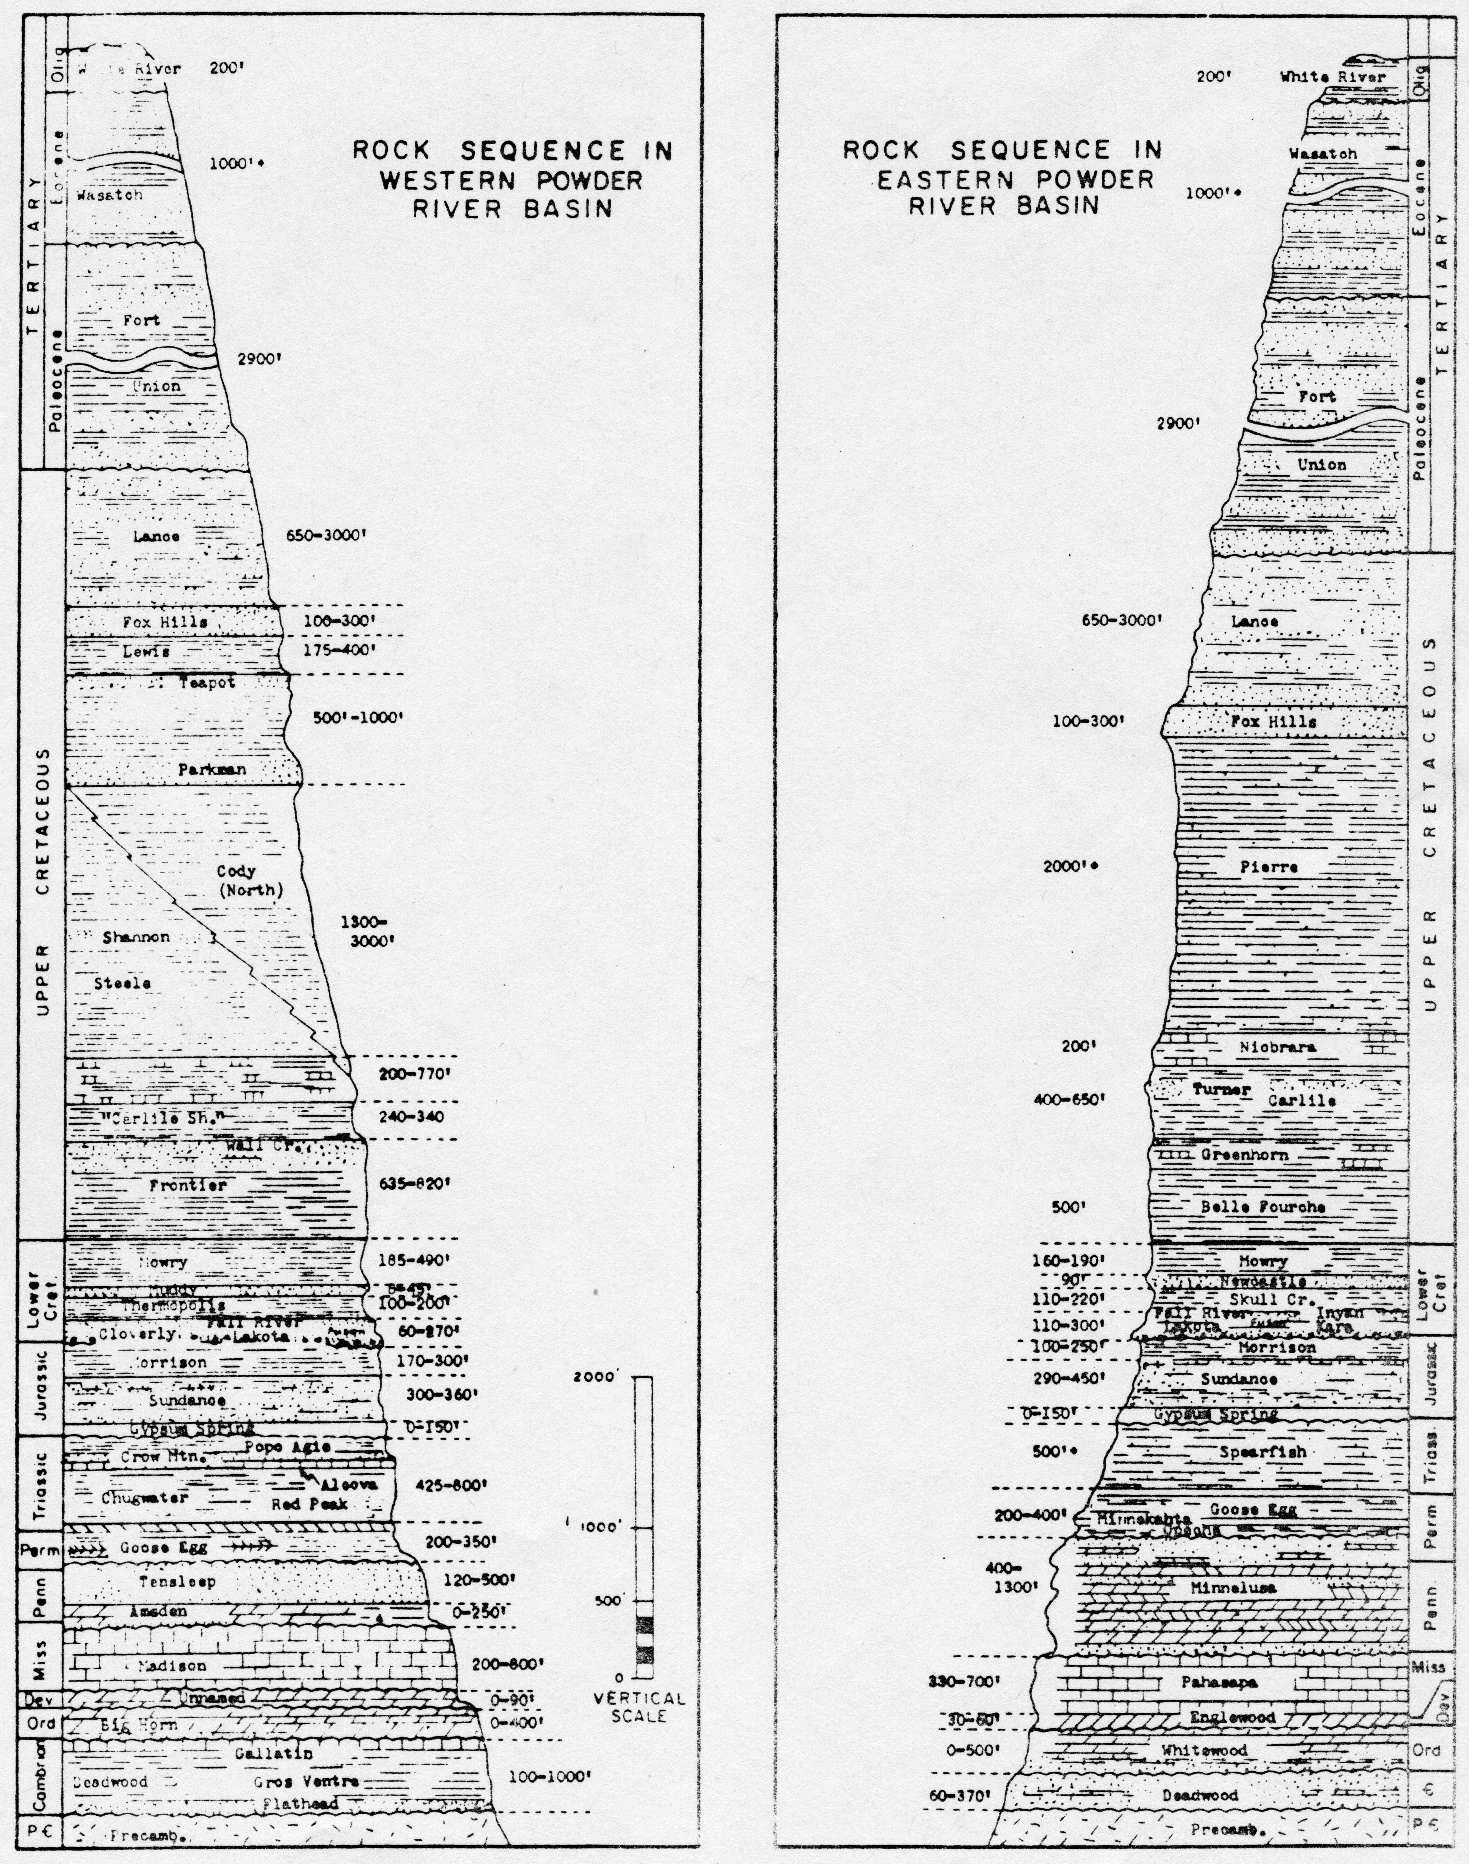 Olig
White River 200'
Eocene
1000'+
Wasatch
TERTIARY
ROCK SEQUENCE IN
WESTERN POWDER
RIVER BASIN
Fort
2900'
Union
Paleocene
Lance 650-3000'
Fox Hills 100-300'
Lewis 175-400'
Teapot
500'-1000'
Parkman
UPPER CRETACEOUS
Cody
(North)
1300-
3000'
Shannon
Steele
200-770'
"Carlile Sh." 240-340
Wall Cr.
Frontier 635-820'
Lower
Cret
Mowry 185-490'
Muddy
Thermopolis 100-200'
Fall River
Cloverly Lakota 60-270'
Jurassic
Morrison 170-300'
Sundance 300-360'
Gypsum Spring 0-150'
Triassic
Popo Agie
Crow Mtn.
Alcova
Chugwater Red Peak 425-800'
Perm Goose Egg 200-350'
Penn
Tensleep 120-500'
Amsden 0-250'
Miss Madison 200-800'
Dev Unnamed 0-90'
Ord Big Horn 0-400'
Cambrian
Gallatin
Deadwood Gros Ventre 100-1000'
Flathead
P€ Precamb.
2000'
1000'
500'
0
VERTICAL
SCALE
200' White River Olig
Wasatch
1000'+
Eocene
TERTIARY
ROCK SEQUENCE IN
EASTERN POWDER
RIVER BASIN
Fort
2900'
Union
Paleocene
650-3000' Lance
100-300' Fox Hills
UPPER CRETACEOUS
2000'+ Pierre
200' Niobrara
Turner
400-650' Carlile
Greenhorn
500' Belle Fourche
160-190' Mowry
90' Newcastle
110-220' Skull Cr.
Lower
Cret
Fall River Inyan
110-300' Lakota Fuson Kara
100-250' Morrison
290-450' Sundance
Jurassic
0-150' Gypsum Spring
500'+ Spearfish Triass.
Goose Egg
200-400' Minnekahta Perm
Opeche
400-
1300' Minnelusa Penn.
330-700' Pahasapa Miss
30-60' Englewood Dev
0-500' Whitewood Ord
60-370' Deadwood €
Precamb. P€